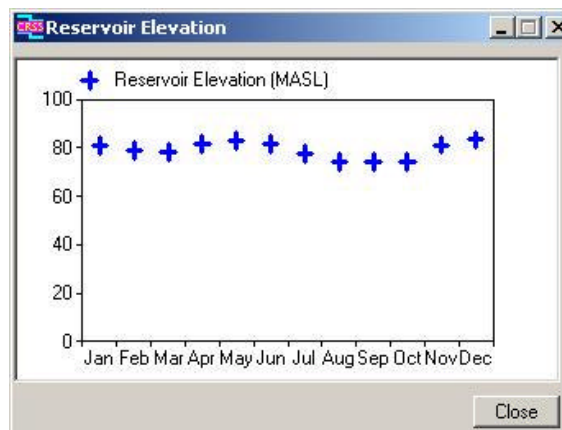 CRSS Reservoir Elevation
Reservoir Elevation (MASL)
100
80
60
40
20
0
Jan Feb Mar Apr May Jun Jul Aug Sep Oct Nov Dec
Close